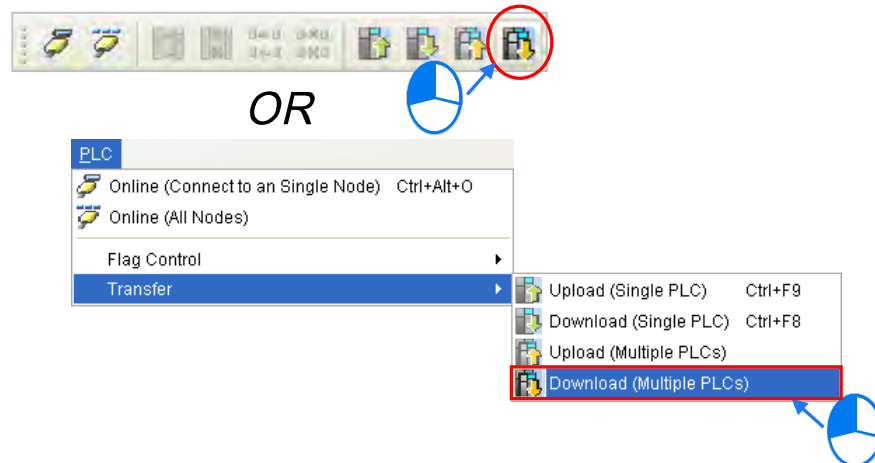 OR
PLC
Online (Connect to an Single Node) Ctrl+Alt+O
Online (All Nodes)
Flag Control
Transfer
Upload (Single PLC) Ctrl+F9
Download (Single PLC) Ctrl+F8
Upload (Multiple PLCs)
Download (Multiple PLCs)